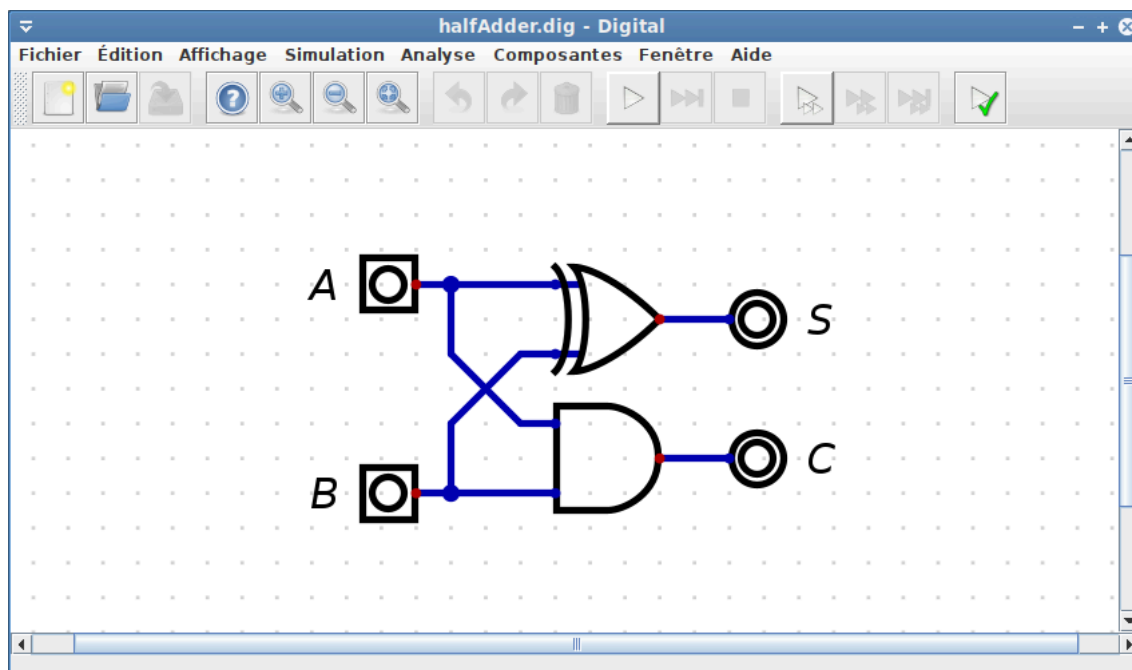 halfAdder.dig - Digital
Fichier Édition Affichage Simulation Analyse Composantes Fenêtre Aide
A
S
B
C